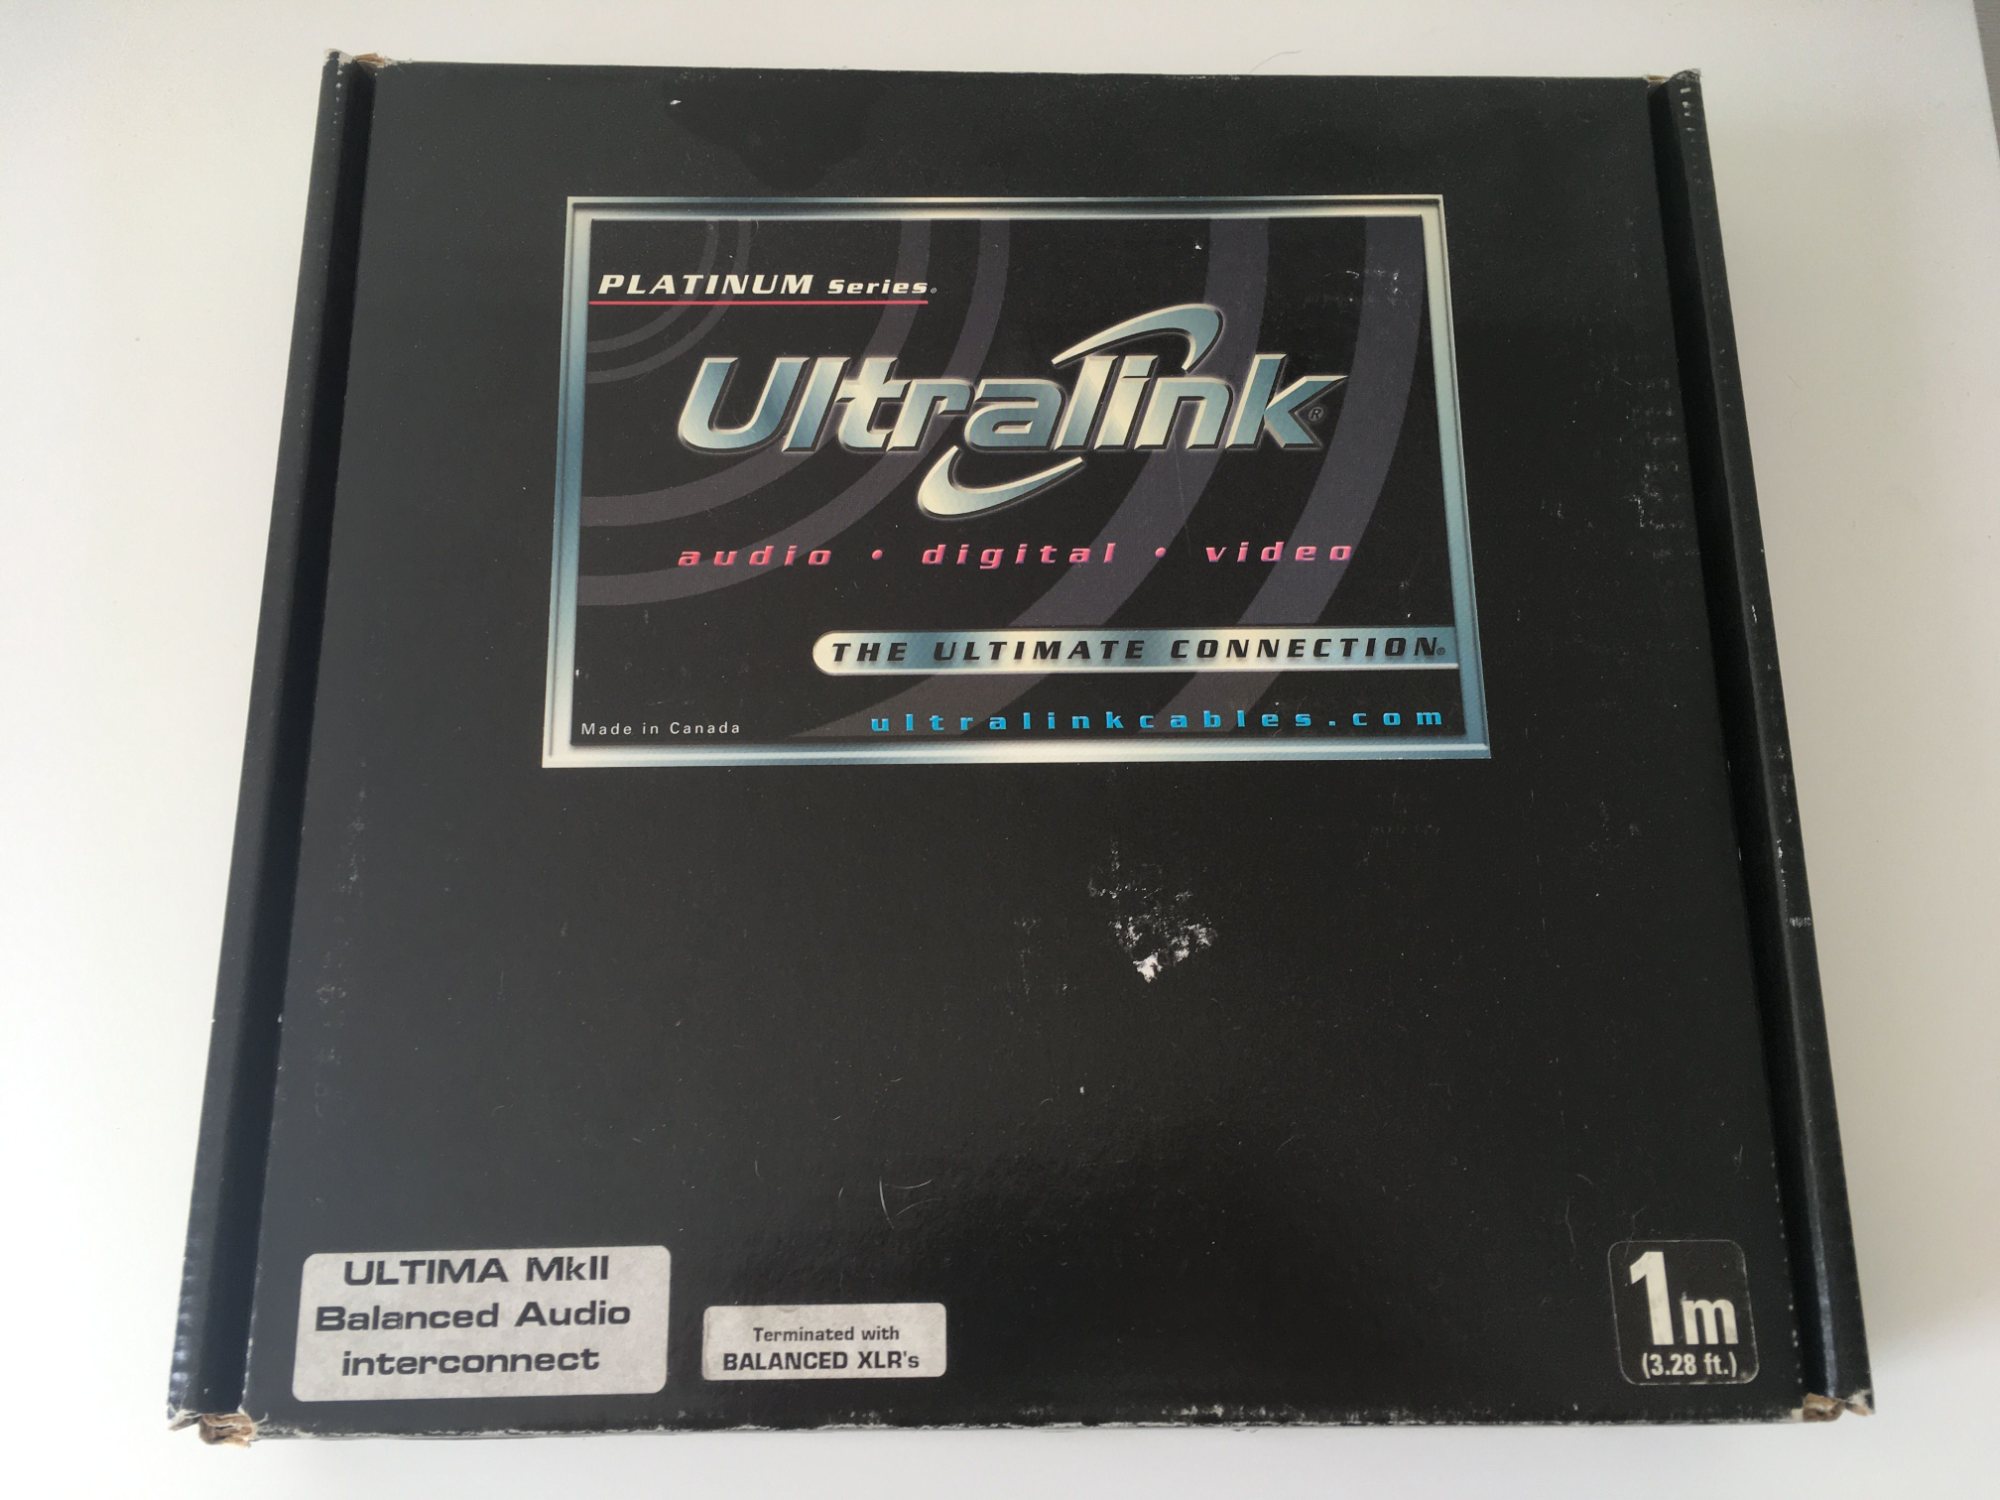 PLATINUM Series®
Ultralink®
audio • digital • video
THE ULTIMATE CONNECTION®
Made in Canada
ultralinkcables.com
ULTIMA MkII
Balanced Audio
interconnect
Terminated with
BALANCED XLR's
1m
(3.28 ft.)